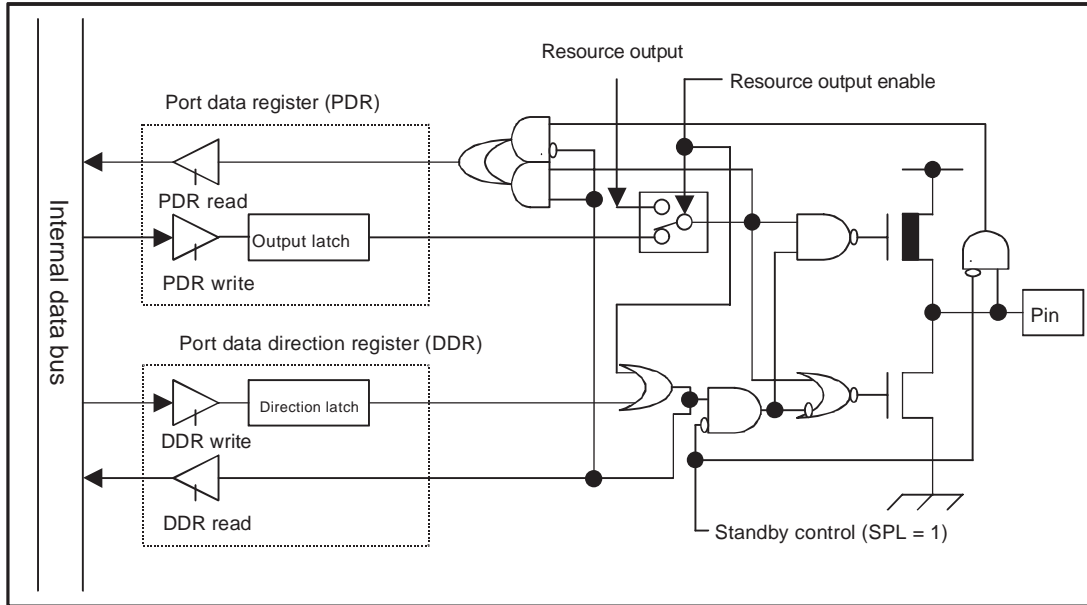 Resource output
Resource output enable
Port data register (PDR)
PDR read
Output latch
PDR write
Internal data bus
Pin
Port data direction register (DDR)
Direction latch
DDR write
DDR read
Standby control (SPL = 1)